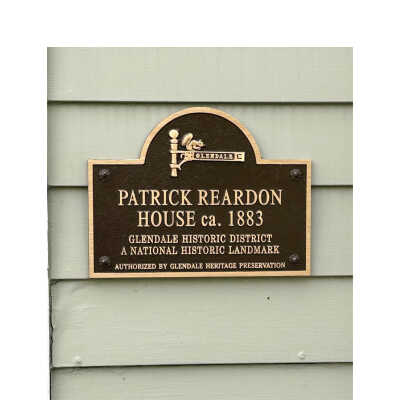 GLENDALE
PATRICK REARDON
HOUSE ca. 1883
GLENDALE HISTORIC DISTRICT
A NATIONAL HISTORIC LANDMARK
AUTHORIZED BY GLENDALE HERITAGE PRESERVATION